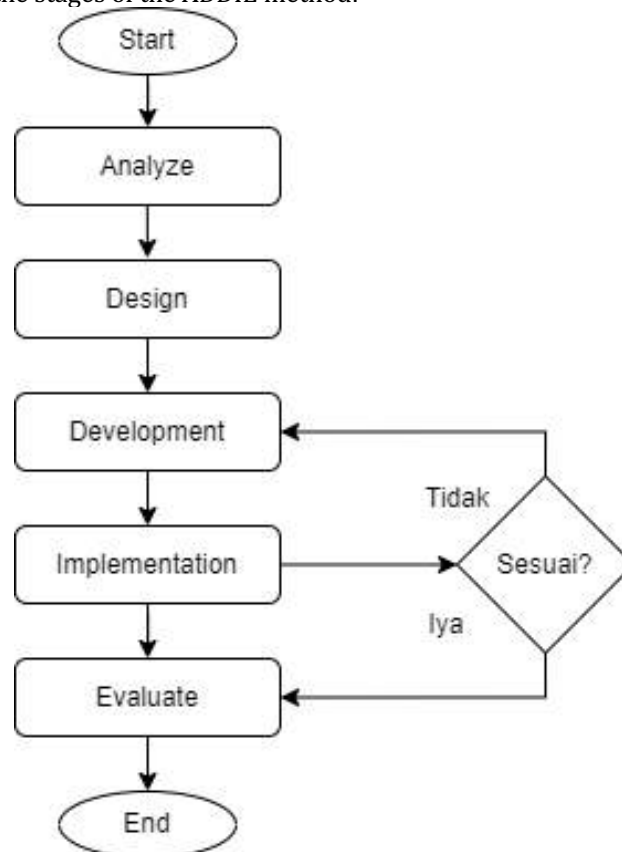 the stages of the ADDIE method.
Start
Analyze
Design
Development
Tidak
Implementation
Sesuai?
Iya
Evaluate
End